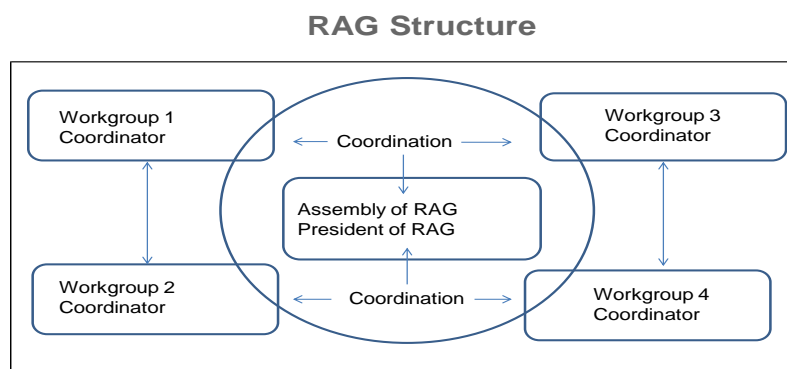 RAG Structure
Workgroup 1
Coordinator
Workgroup 3
Coordinator
Coordination
Assembly of RAG
President of RAG
Workgroup 2
Coordinator
Coordination
Workgroup 4
Coordinator